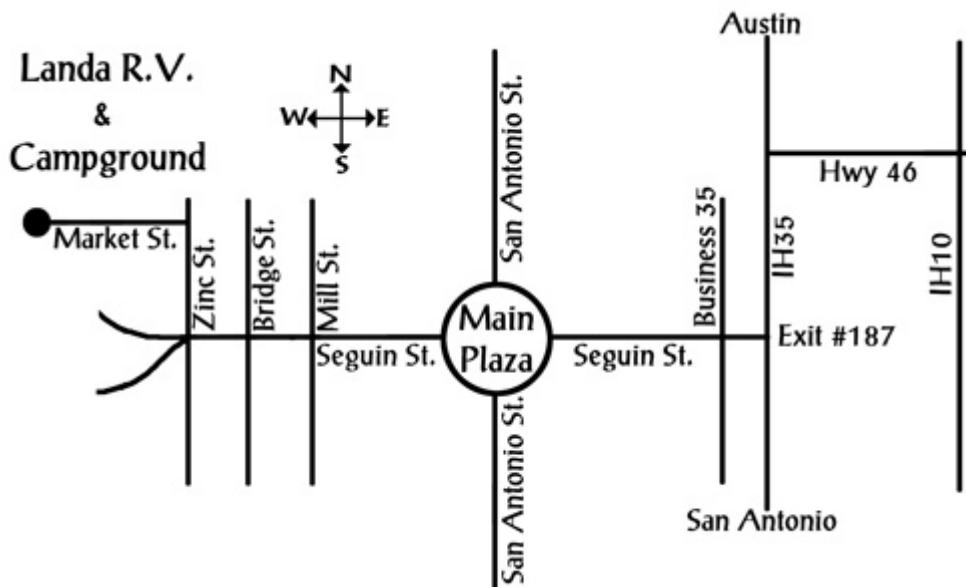 Austin
Landa R.V.
&
Campground
N
W
E
S
San Antonio St.
Hwy 46
Market St.
Zinc St.
Bridge St.
Mill St.
Business 35
IH35
IH10
Main
Plaza
Seguin St.
Seguin St.
Exit #187
San Antonio St.
San Antonio